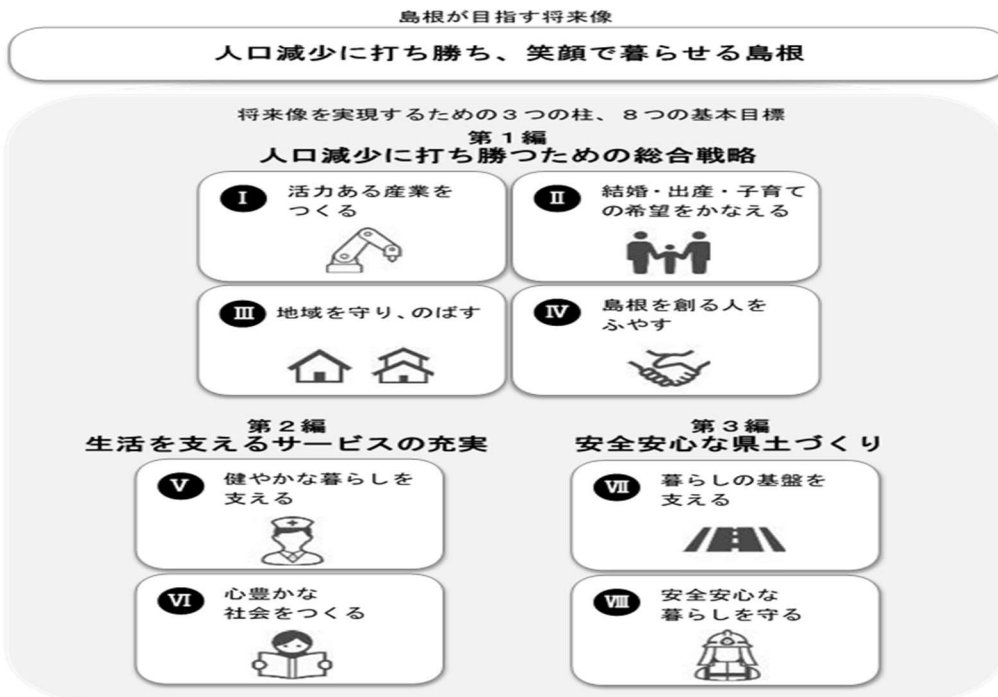 島根が目指す将来像
人口減少に打ち勝ち、笑顔で暮らせる島根
将来像を実現するための3つの柱、8つの基本目標
第1編
人口減少に打ち勝つための総合戦略
Ⅰ 活力ある産業を
つくる
Ⅱ 結婚・出産・子育て
の希望をかなえる
Ⅲ 地域を守り、のばす
Ⅳ 島根を創る人を
ふやす
第2編
生活を支えるサービスの充実
Ⅴ 健やかな暮らしを
支える
Ⅵ 心豊かな
社会をつくる
第3編
安全安心な県土づくり
Ⅶ 暮らしの基盤を
支える
Ⅷ 安全安心な
暮らしを守る